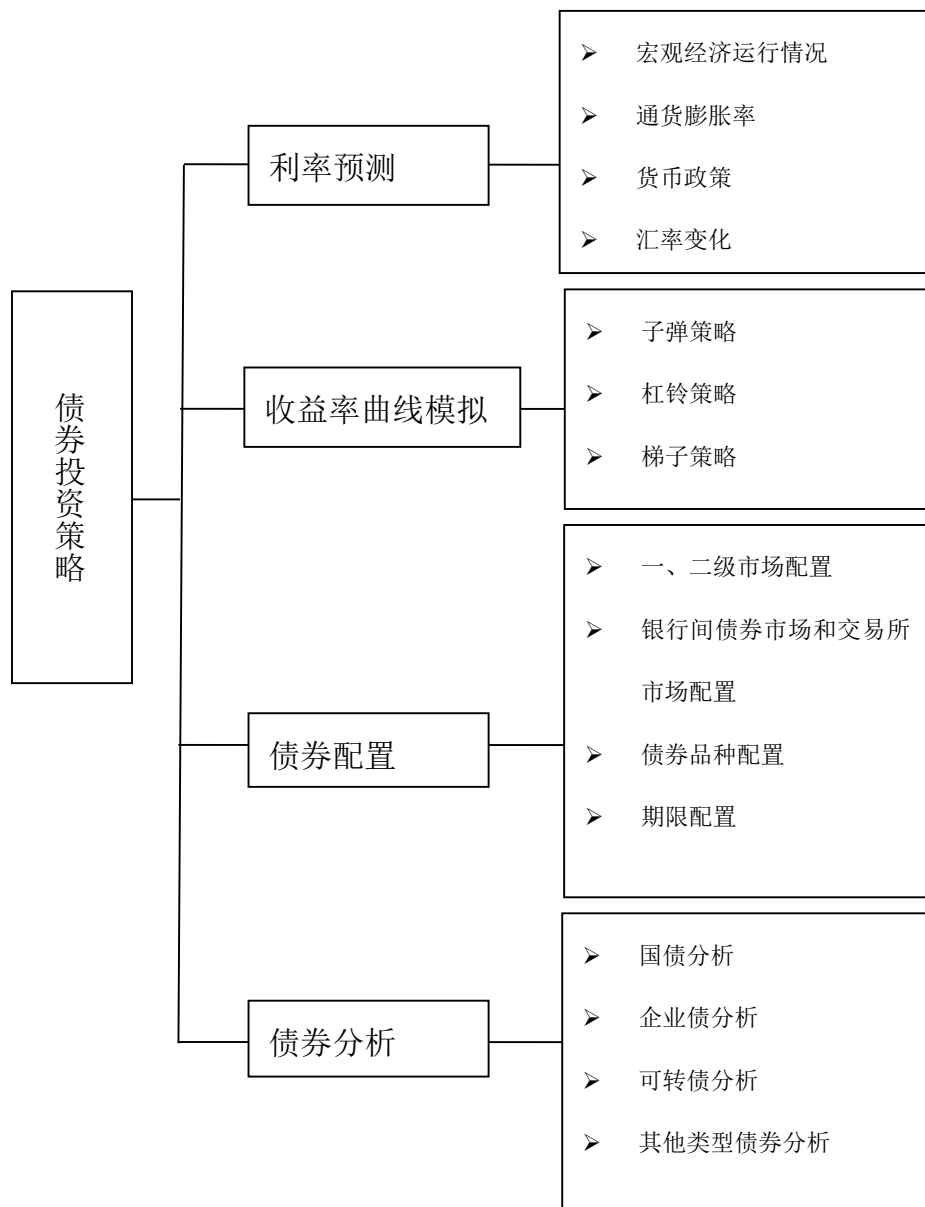 债券投资策略
利率预测
宏观经济运行情况
通货膨胀率
货币政策
汇率变化
收益率曲线模拟
子弹策略
杠铃策略
梯子策略
债券配置
一、二级市场配置
银行间债券市场和交易所
市场配置
债券品种配置
期限配置
债券分析
国债分析
企业债分析
可转债分析
其他类型债券分析